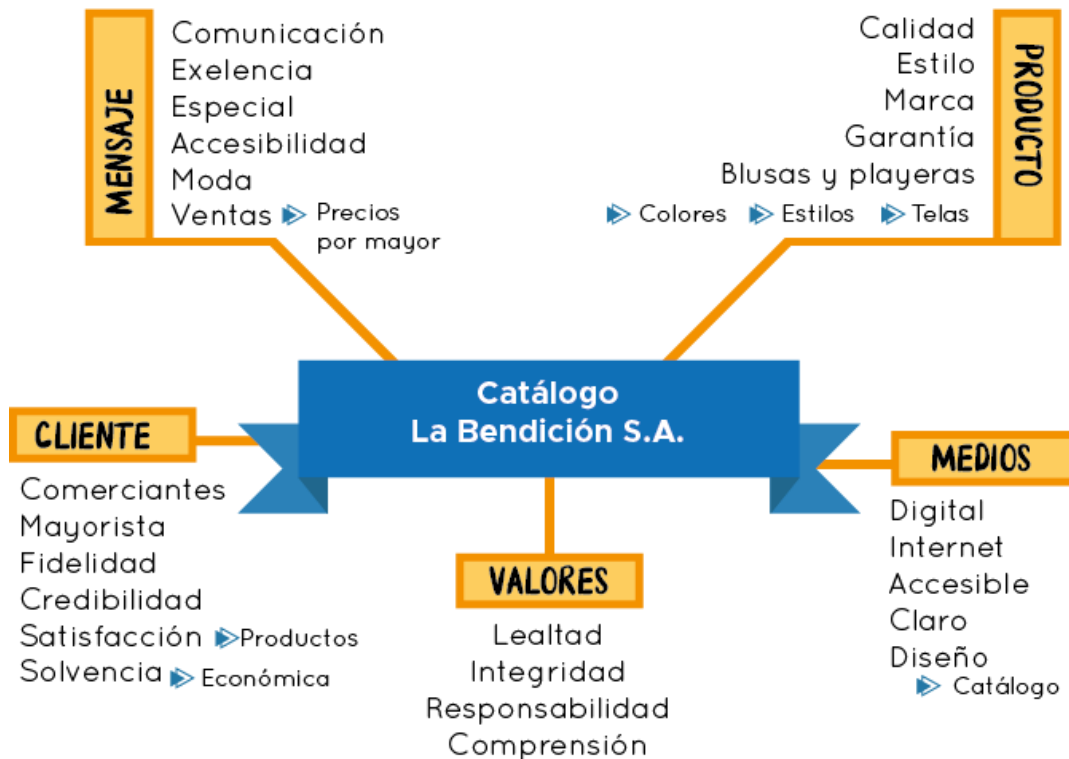 MENSAJE
Comunicación
Exelencia
Especial
Accesibilidad
Moda
Ventas Precios
por mayor
PRODUCTO
Calidad
Estilo
Marca
Garantía
Blusas y playeras
Colores Estilos Telas
Catálogo
La Bendición S.A.
CLIENTE
Comerciantes
Mayorista
Fidelidad
Credibilidad
Satisfacción Productos
Solvencia Económica
VALORES
Lealtad
Integridad
Responsabilidad
Comprensión
MEDIOS
Digital
Internet
Accesible
Claro
Diseño
Catálogo